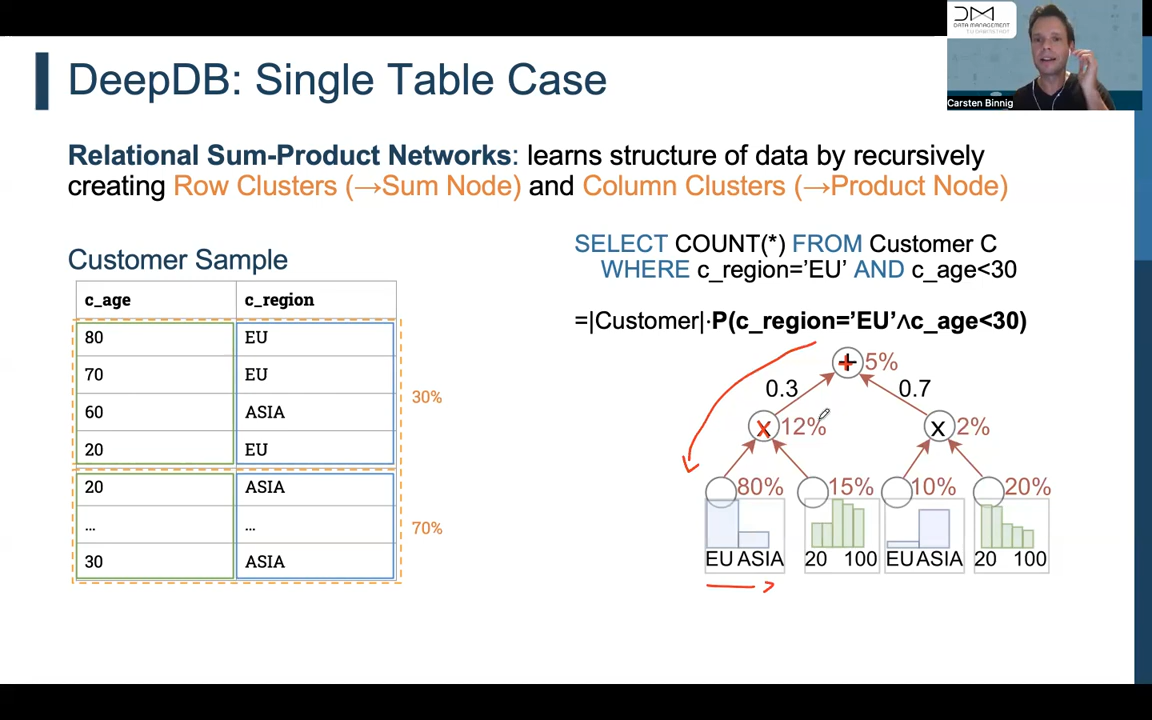 DM
DATA MANAGEMENT
Carsten Binnig
DeepDB: Single Table Case
Relational Sum-Product Networks: learns structure of data by recursively
creating Row Clusters (→Sum Node) and Column Clusters (→Product Node)
Customer Sample
c_age c_region
80 EU
70 EU
60 ASIA
20 EU
30%
20 ASIA
... ...
30 ASIA
70%
SELECT COUNT(*) FROM Customer C
WHERE c_region='EU' AND c_age<30
=|Customer|·P(c_region='EU'∧c_age<30)
+ 5%
0.3 0.7
x 12% x 2%
80% 15% 10% 20%
EU ASIA 20 100 EU ASIA 20 100